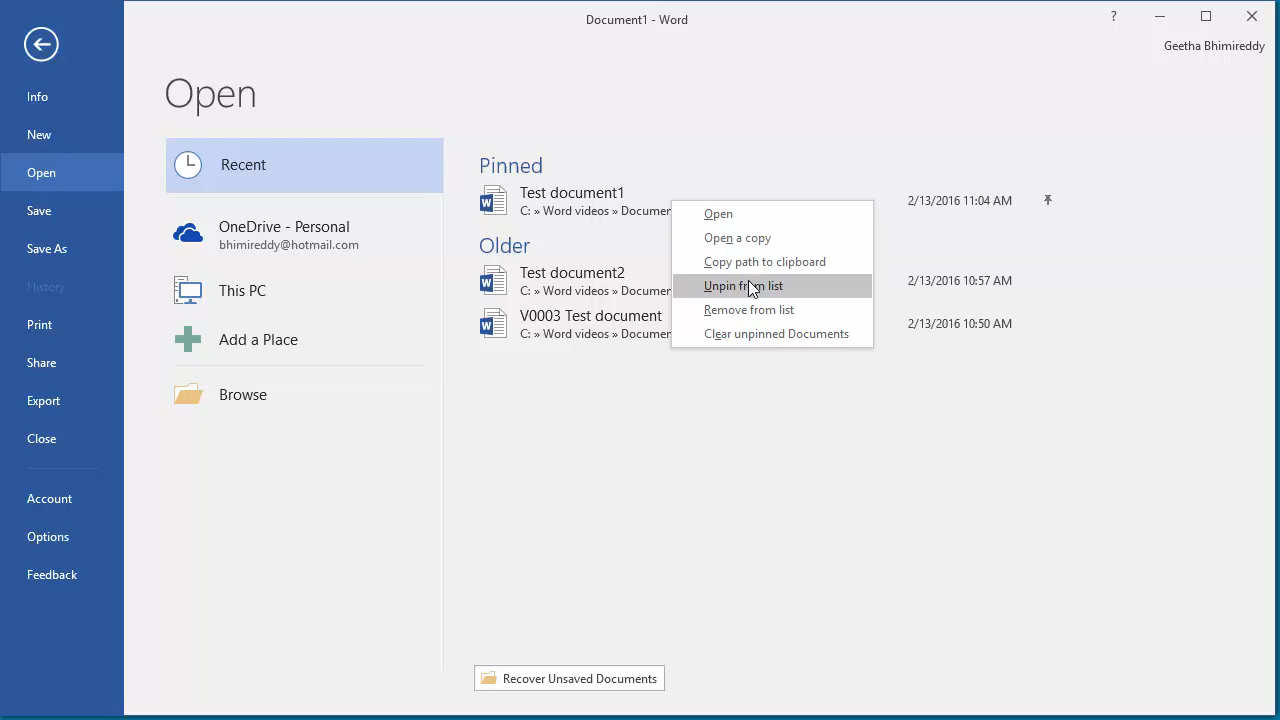 Document1 - Word
?
Geetha Bhimireddy
Info
New
Open
Save
Save As
History
Print
Share
Export
Close
Account
Options
Feedback
Open
Recent
OneDrive - Personal
bhimireddy@hotmail.com
This PC
Add a Place
Browse
Pinned
Test document1
C: » Word videos » Documen
2/13/2016 11:04 AM
Older
Test document2
C: » Word videos » Documen
2/13/2016 10:57 AM
V0003 Test document
C: » Word videos » Documen
2/13/2016 10:50 AM
Open
Open a copy
Copy path to clipboard
Unpin from list
Remove from list
Clear unpinned Documents
Recover Unsaved Documents